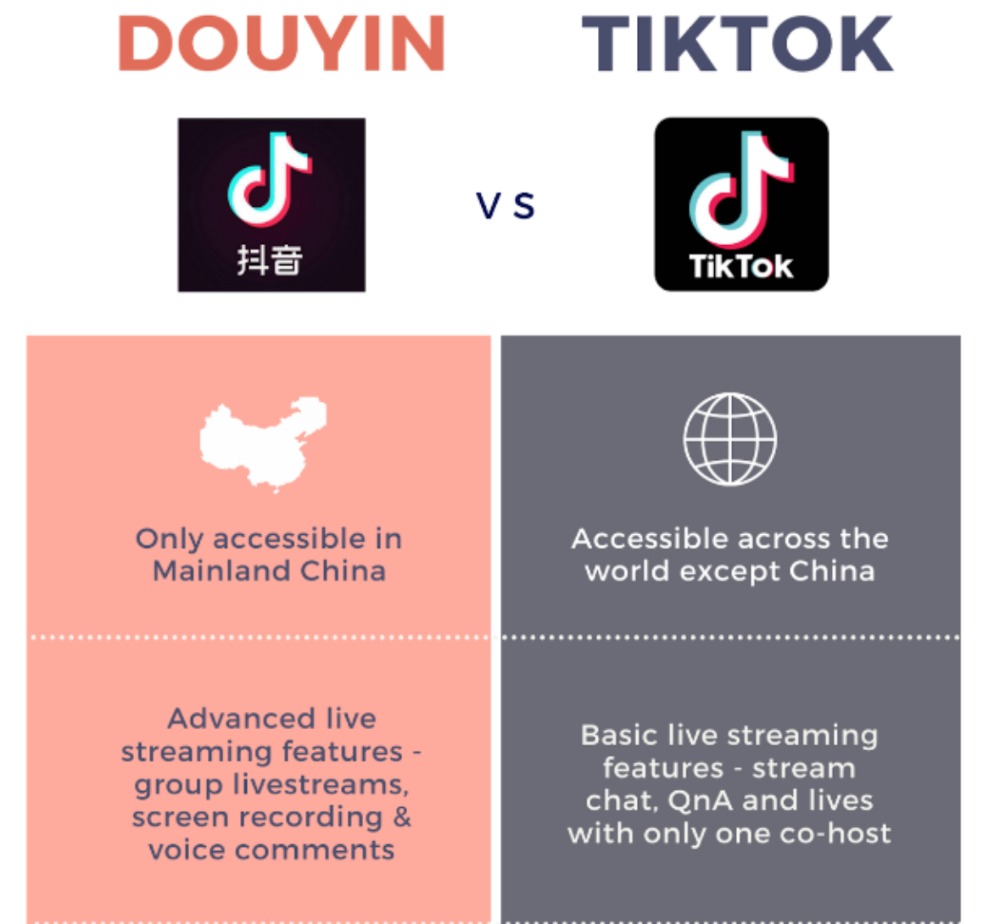 DOUYIN
TIKTOK
抖音
VS
TikTok
Only accessible in
Mainland China
Accessible across the
world except China
Advanced live
streaming features -
group livestreams,
screen recording &
voice comments
Basic live streaming
features - stream
chat, QnA and lives
with only one co-host